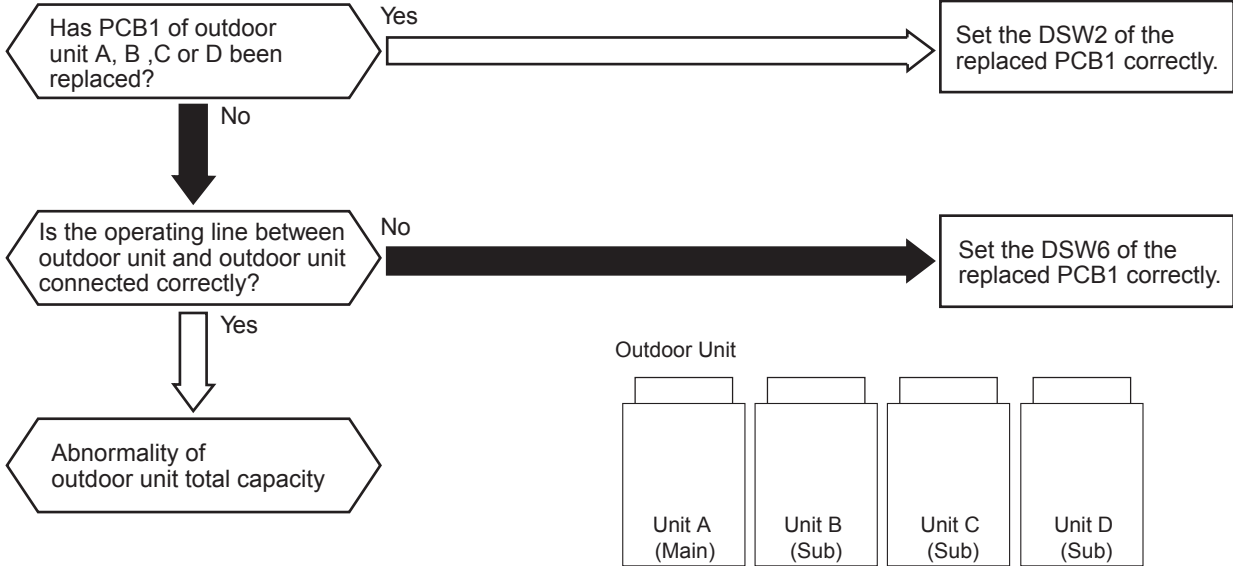 Has PCB1 of outdoor
unit A, B ,C or D been
replaced?
Yes
Set the DSW2 of the
replaced PCB1 correctly.
No
Is the operating line between
outdoor unit and outdoor unit
connected correctly?
No
Set the DSW6 of the
replaced PCB1 correctly.
Yes
Abnormality of
outdoor unit total capacity
Outdoor Unit
Unit A
(Main)
Unit B
(Sub)
Unit C
(Sub)
Unit D
(Sub)